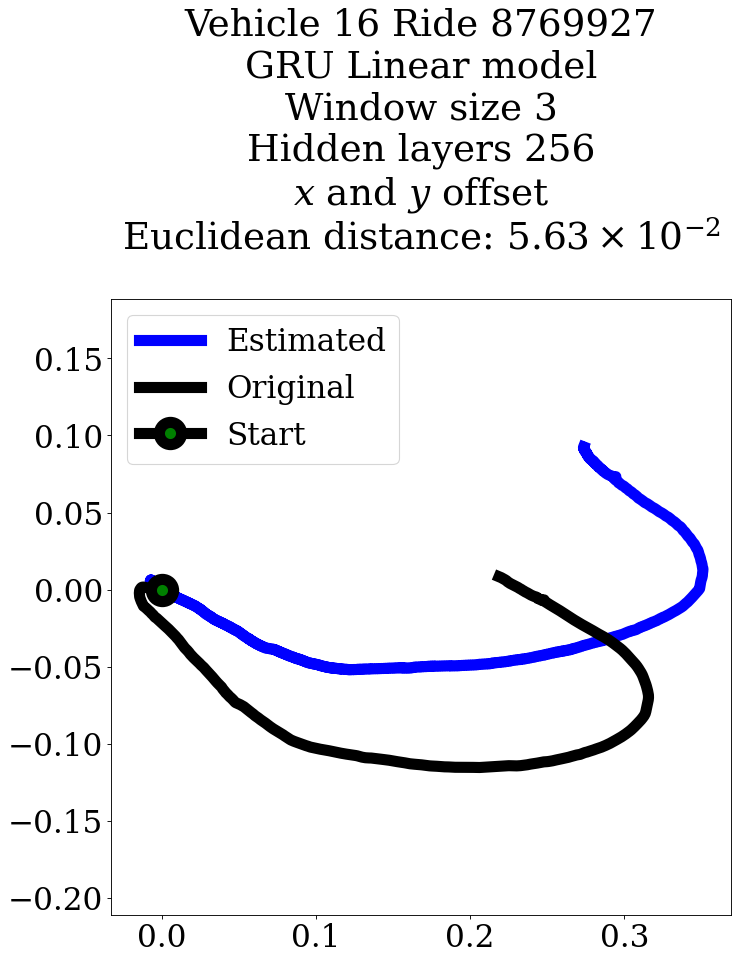 Vehicle 16 Ride 8769927
GRU Linear model
Window size 3
Hidden layers 256
x and y offset
Euclidean distance: 5.63 × 10⁻²
Estimated
Original
Start
0.15
0.10
0.05
0.00
−0.05
−0.10
−0.15
−0.20
0.0 0.1 0.2 0.3